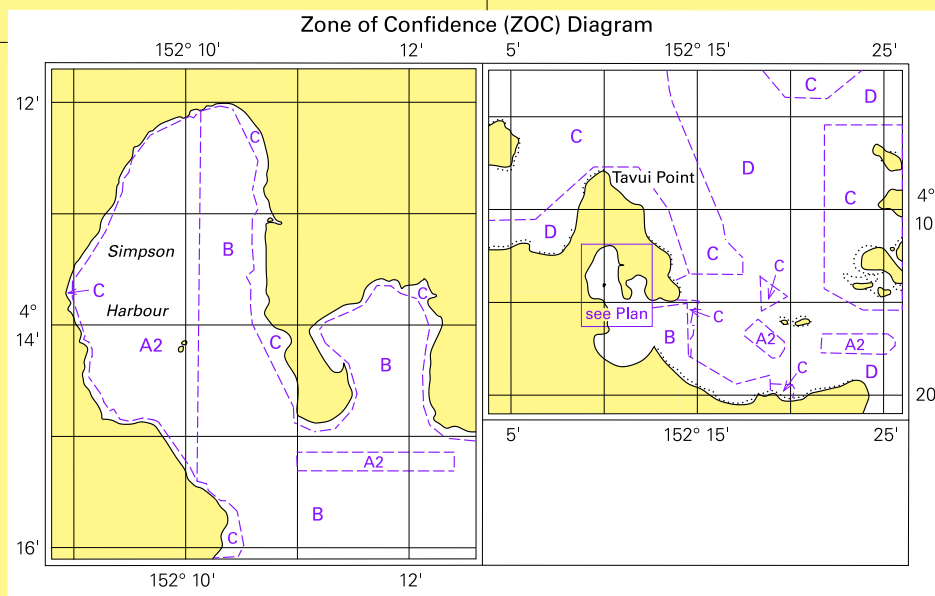 Zone of Confidence (ZOC) Diagram
152° 10' 12'
12'
4°
14'
16'
C
B
Simpson
Harbour
C
A2
C
C
B
A2
B
C
152° 10' 12'
5' 152° 15' 25'
C
D
C
Tavui Point
D
C
4°
10'
D
C
C
see Plan
C
B
A2
A2
C
D
20'
5' 152° 15' 25'